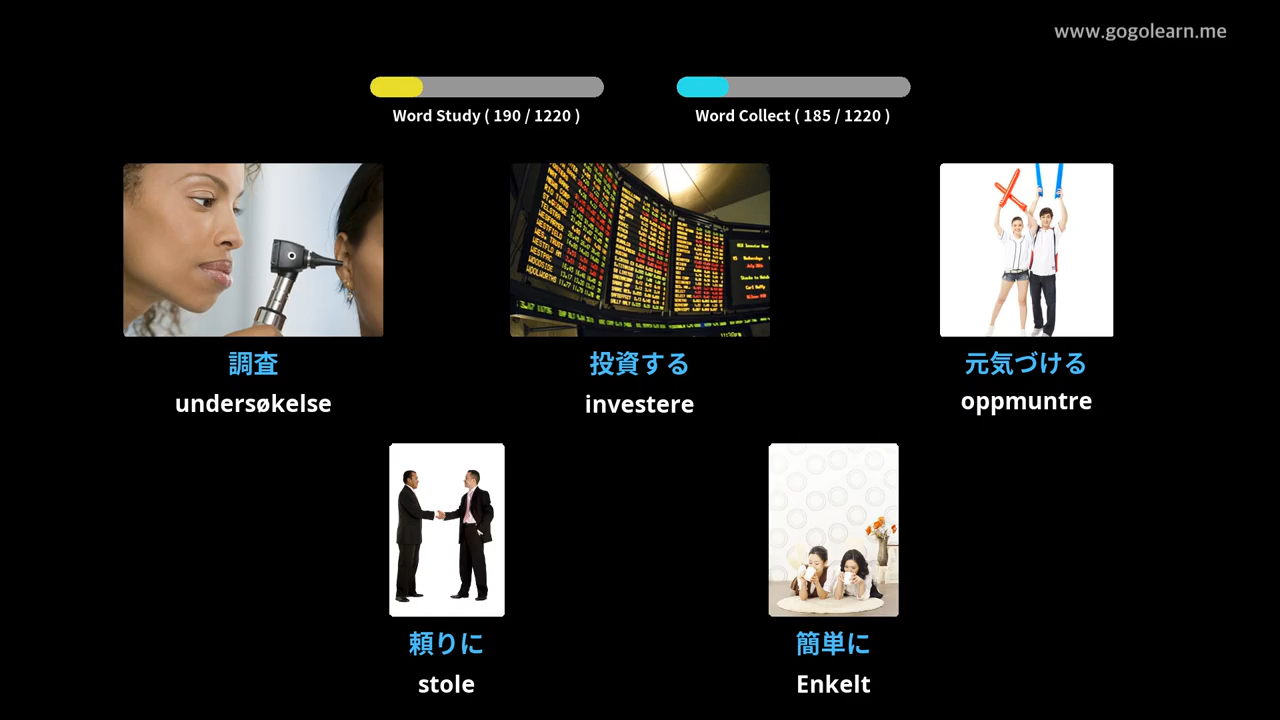 www.gogolearn.me
Word Study ( 190 / 1220 )
Word Collect ( 185 / 1220 )
調査
undersøkelse
投資する
investere
元気づける
oppmuntre
頼りに
stole
簡単に
Enkelt